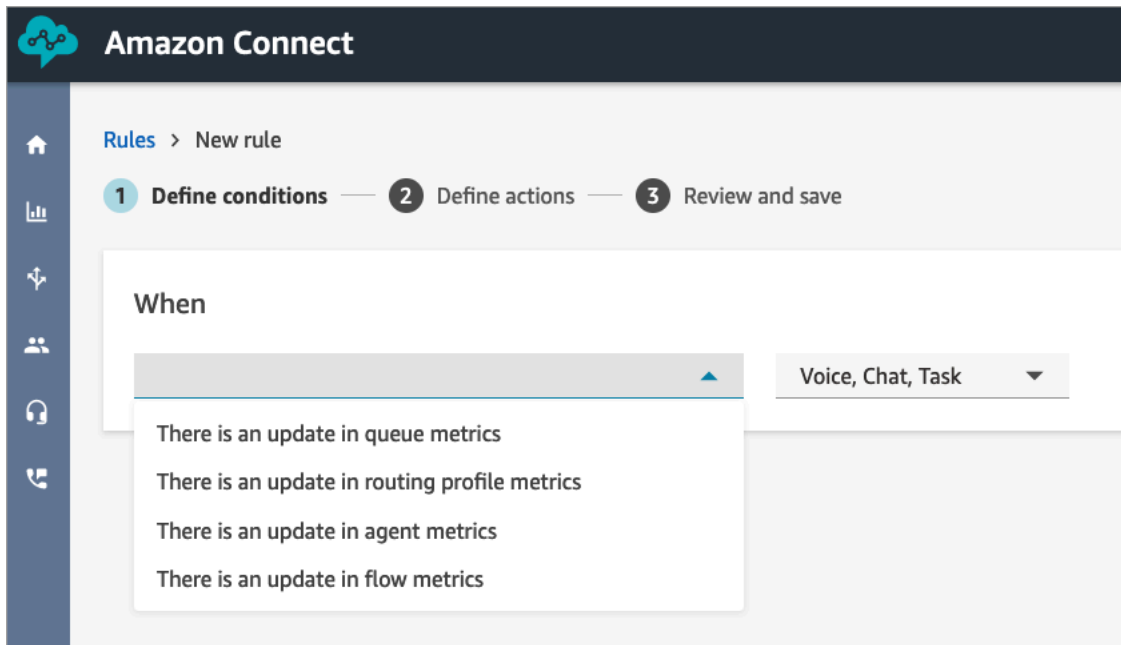 Amazon Connect
Rules > New rule
1 Define conditions 2 Define actions 3 Review and save
When
Voice, Chat, Task
There is an update in queue metrics
There is an update in routing profile metrics
There is an update in agent metrics
There is an update in flow metrics